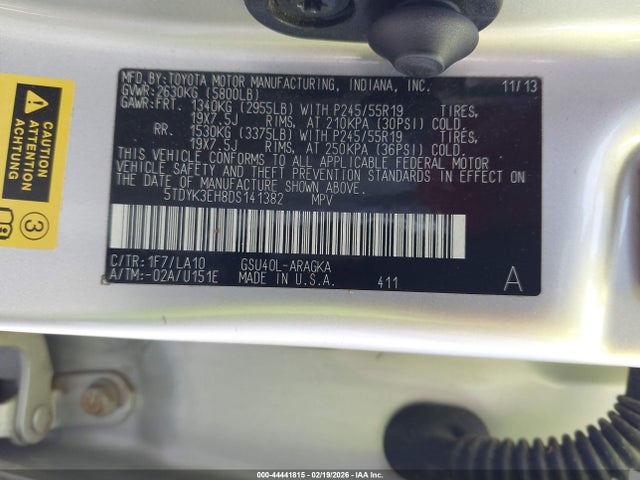 MFD.BY:TOYOTA MOTOR MANUFACTURING, INDIANA, INC. 11/13
GVWR:2630KG (5800LB)
GAWR:FRT. 1340KG (2955LB) WITH P245/55R19 TIRES,
19X7.5J RIMS, AT 210KPA (30PSI) COLD
RR. 1530KG (3375LB) WITH P245/55R19 TIRES,
19X7.5J RIMS, AT 250KPA (36PSI) COLD
THIS VEHICLE CONFORMS TO ALL APPLICABLE FEDERAL MOTOR
VEHICLE SAFETY AND THEFT PREVENTION STANDARDS IN EFFECT ON
THE DATE OF MANUFACTURE SHOWN ABOVE.
5TDYK3EH8DS141382 MPV
C/TR:1F7/LA10 GSU40L-ARAGKA
A/TM:-02A/U151E MADE IN U.S.A. 411 A
3
000-44441815 - 02/19/2026 - IAA Inc.